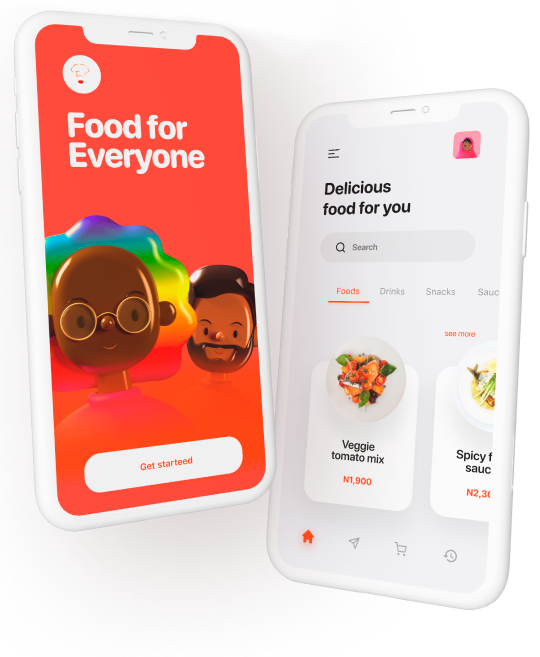 Food for
Everyone
Get starteed
Delicious
food for you
Search
Foods Drinks Snacks Sauc
see more
Veggie
tomato mix
N1,900
Spicy f
sauc
N2,30